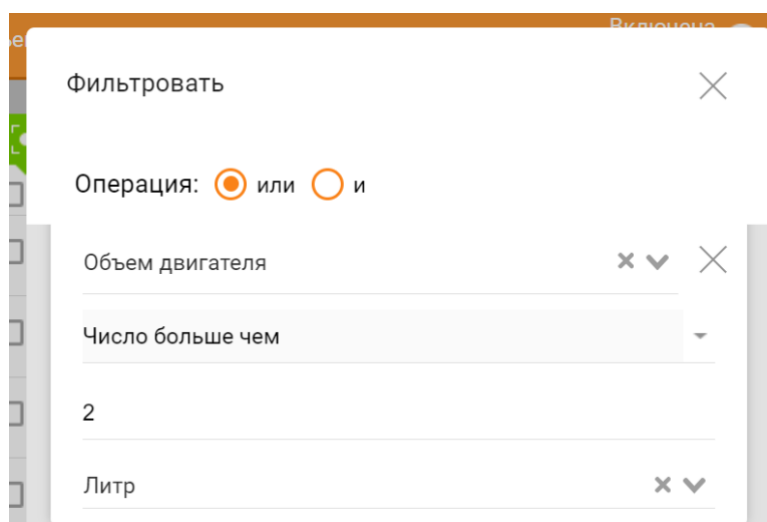 Фильтровать
Операция: или и
Объем двигателя
Число больше чем
2
Литр